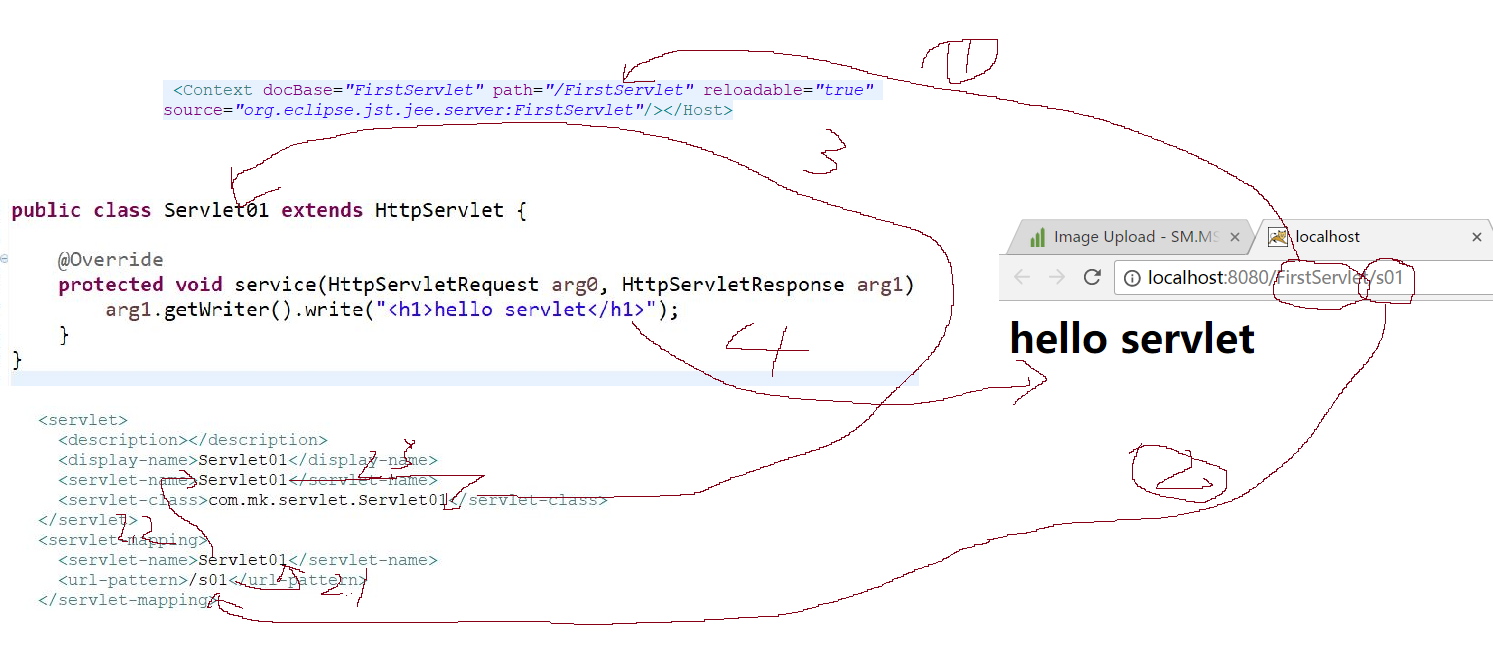 1
<Context docBase="FirstServlet" path="/FirstServlet" reloadable="true"
source="org.eclipse.jst.jee.server:FirstServlet"/></Host>
3
public class Servlet01 extends HttpServlet {
@Override
protected void service(HttpServletRequest arg0, HttpServletResponse arg1)
arg1.getWriter().write("<h1>hello servlet</h1>");
}
}
4
Image Upload - SM.MS
localhost
localhost:8080/FirstServlet/s01
hello servlet
<servlet>
<description></description>
<display-name>Servlet01</display-name>
<servlet-name>Servlet01</servlet-name>
<servlet-class>com.mk.servlet.Servlet01</servlet-class>
</servlet>
<servlet-mapping>
<servlet-name>Servlet01</servlet-name>
<url-pattern>/s01</url-pattern>
</servlet-mapping>
2
2.1